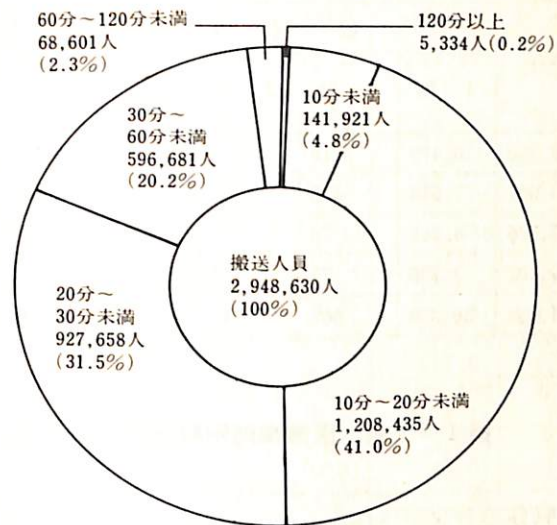 60分～120分未満
68,601人
(2.3%)
120分以上
5,334人(0.2%)
10分未満
141,921人
(4.8%)
30分～
60分未満
596,681人
(20.2%)
搬送人員
2,948,630人
(100%)
20分～
30分未満
927,658人
(31.5%)
10分～20分未満
1,208,435人
(41.0%)